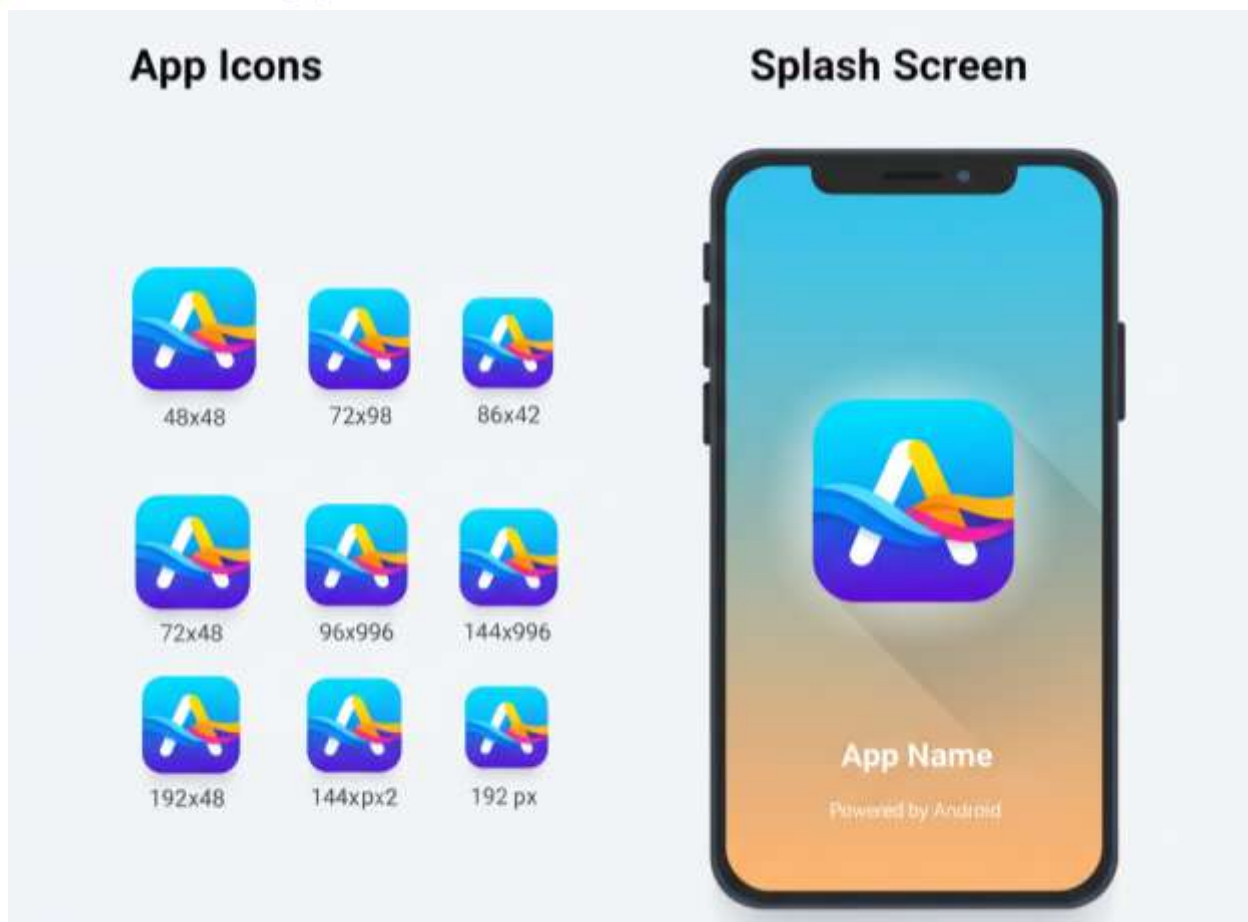 App Icons
Splash Screen
48x48
72x98
86x42
72x48
96x996
144x996
192x48
144xpx2
192 px
App Name
Powered by Android